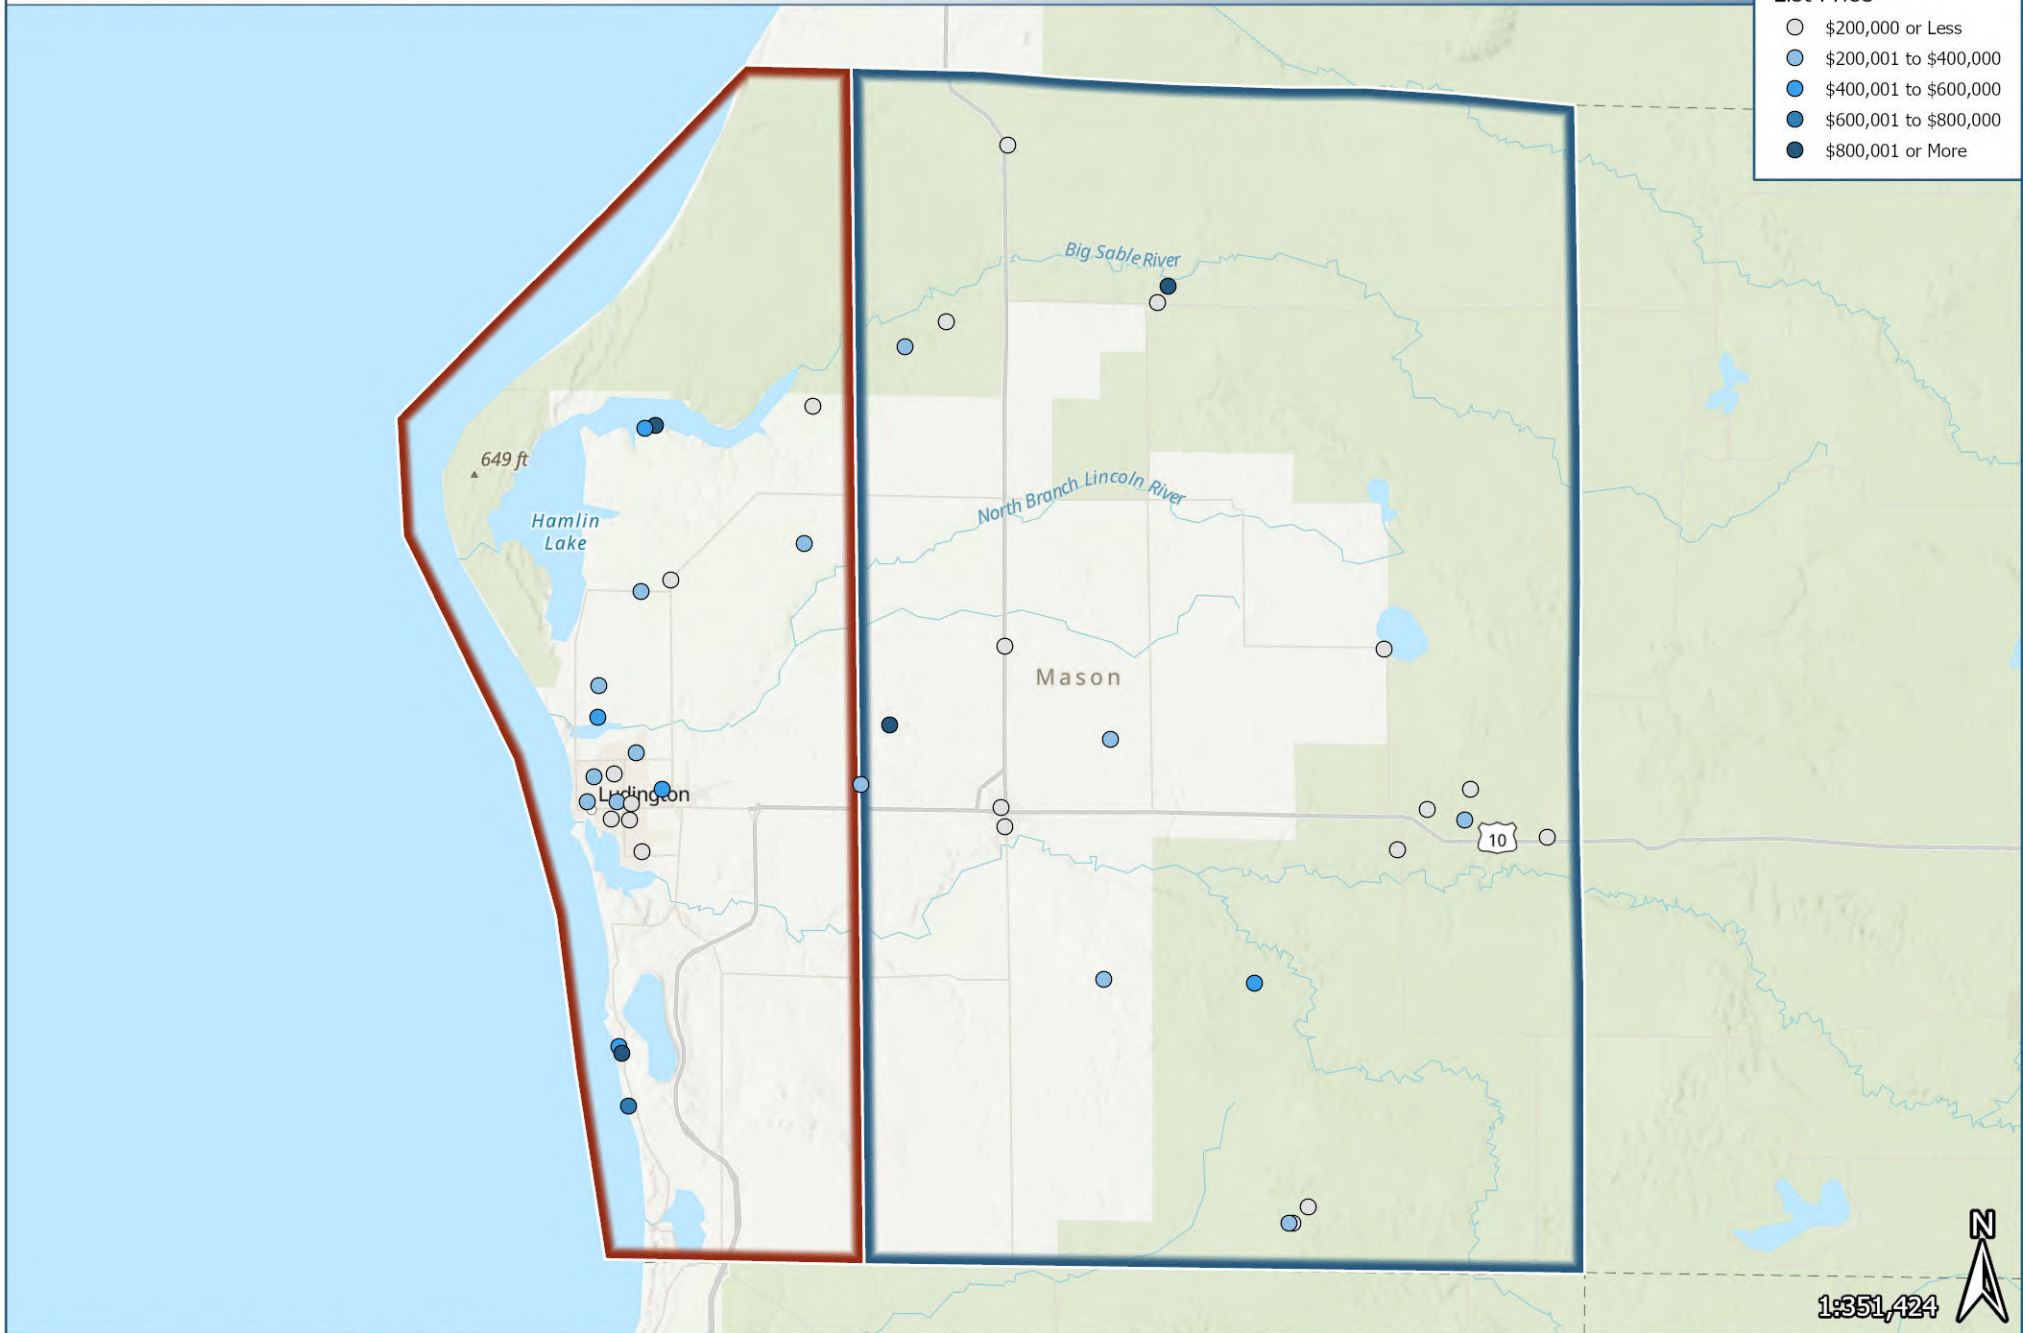 $200,000 or Less
$200,001 to $400,000
$400,001 to $600,000
$600,001 to $800,000
$800,001 or More
Big Sable River
649 ft
North Branch Lincoln River
Hamlin
Lake
Mason
Ludington
10
N
1:351,424